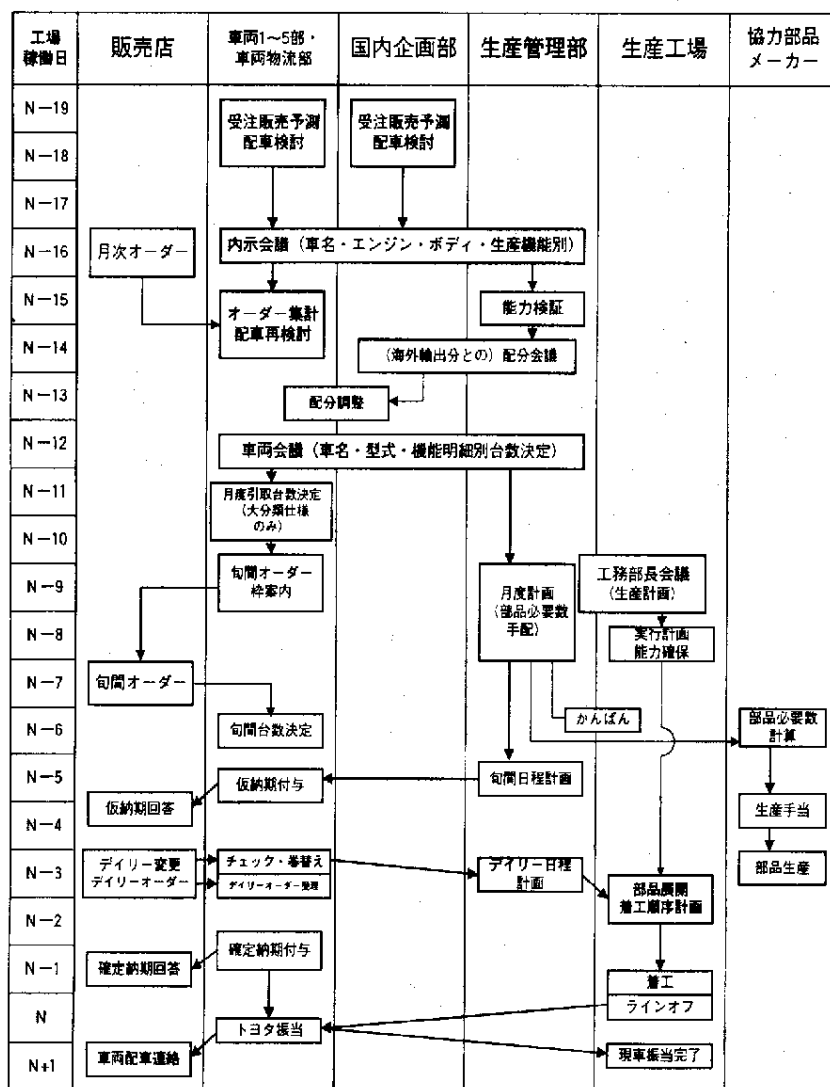 工場
稼働日
販売店
車両1〜5部・
車両物流部
国内企画部
生産管理部
生産工場
協力部品
メーカー
N−19
受注販売予測
配車検討
受注販売予測
配車検討
N−18
N−17
N−16
月次オーダー
内示会議（車名・エンジン・ボディ・生産機能別）
N−15
オーダー集計
配車再検討
能力検証
N−14
（海外輸出分との）配分会議
N−13
配分調整
N−12
車両会議（車名・型式・機能明細別台数決定）
N−11
月度引取台数決定
（大分類仕様
のみ）
N−10
N−9
旬間オーダー
枠案内
月度計画
（部品必要数
手配）
工務部長会議
（生産計画）
N−8
実行計画
能力確保
N−7
旬間オーダー
N−6
旬間台数決定
かんばん
部品必要数
計算
N−5
仮納期付与
旬間日程計画
仮納期回答
生産手当
N−4
N−3
デイリー変更
デイリーオーダー
チェック・巻替え
デイリーオーダー整理
デイリー日程
計画
部品展開
着工順序計画
部品生産
N−2
N−1
確定納期付与
確定納期回答
着工
ラインオフ
N
トヨタ振当
N+1
車両配車連絡
現車振当完了